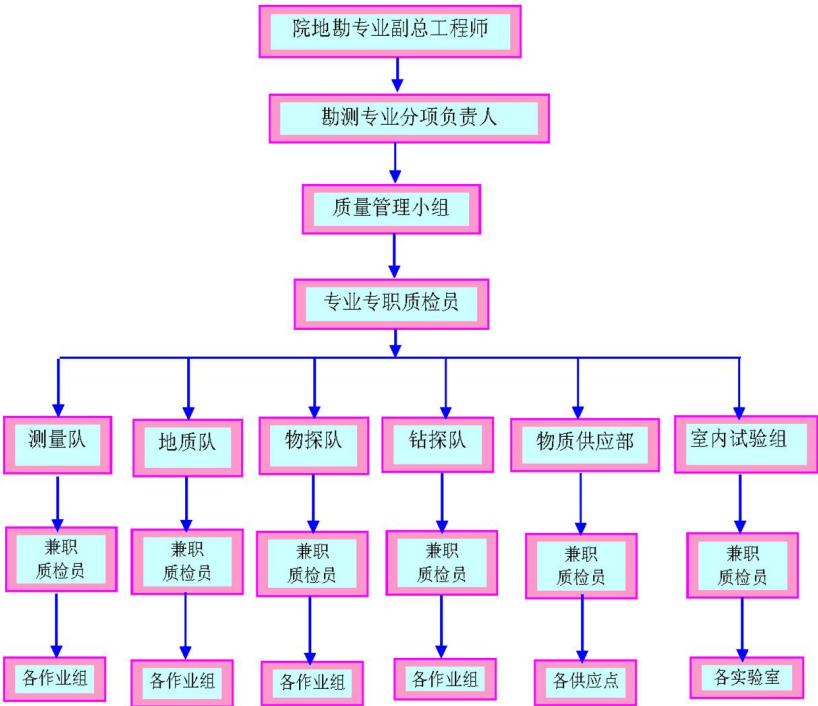 院地勘专业副总工程师
勘测专业分项负责人
质量管理小组
专业专职质检员
测量队
地质队
物探队
钻探队
物质供应部
室内试验组
兼职
质检员
兼职
质检员
兼职
质检员
兼职
质检员
兼职
质检员
兼职
质检员
各作业组
各作业组
各作业组
各作业组
各供应点
各实验室